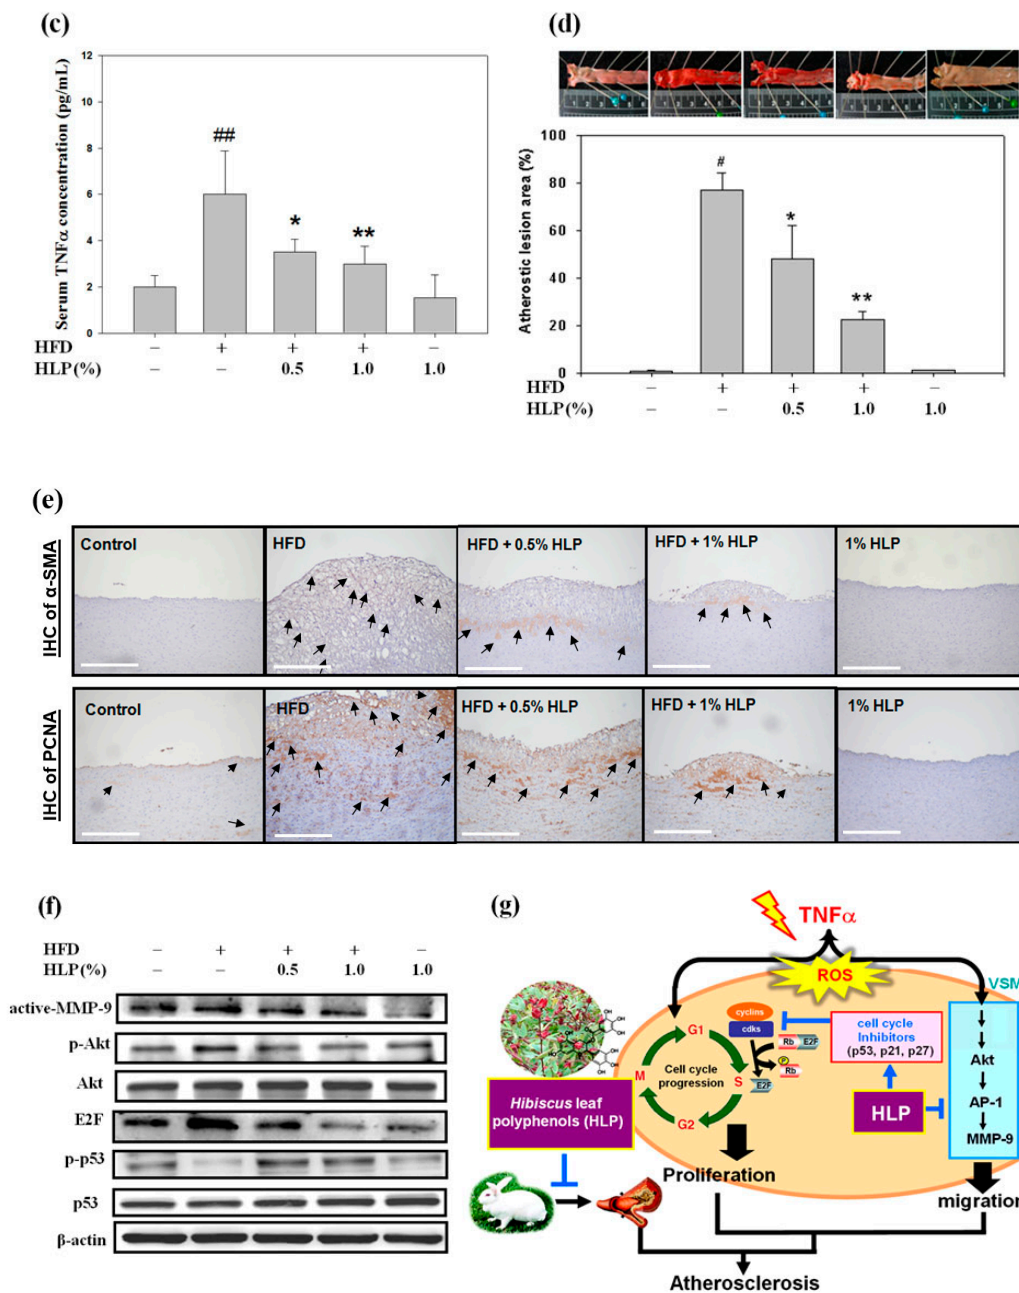 (c)
Serum TNFα concentration (pg/mL)
12
10
8
6
4
2
0
##
*
**
HFD – + + + –
HLP(%) – – 0.5 1.0 1.0
(d)
Atherostic lesion area (%)
100
80
60
40
20
0
#
*
**
HFD – + + + –
HLP(%) – – 0.5 1.0 1.0
(e)
IHC of α-SMA
Control
HFD
HFD + 0.5% HLP
HFD + 1% HLP
1% HLP
IHC of PCNA
Control
HFD
HFD + 0.5% HLP
HFD + 1% HLP
1% HLP
(f)
HFD – + + + –
HLP(%) – – 0.5 1.0 1.0
active-MMP-9
p-Akt
Akt
E2F
p-p53
p53
β-actin
(g)
TNFα
ROS
VSM
Hibiscus leaf
polyphenols (HLP)
OH
HO
G1
S
G2
M
Cell cycle
progression
cyclins
cdks
Rb E2F
P
Rb
E2F
cell cycle
Inhibitors
(p53, p21, p27)
HLP
Akt
AP-1
MMP-9
Proliferation
migration
Atherosclerosis